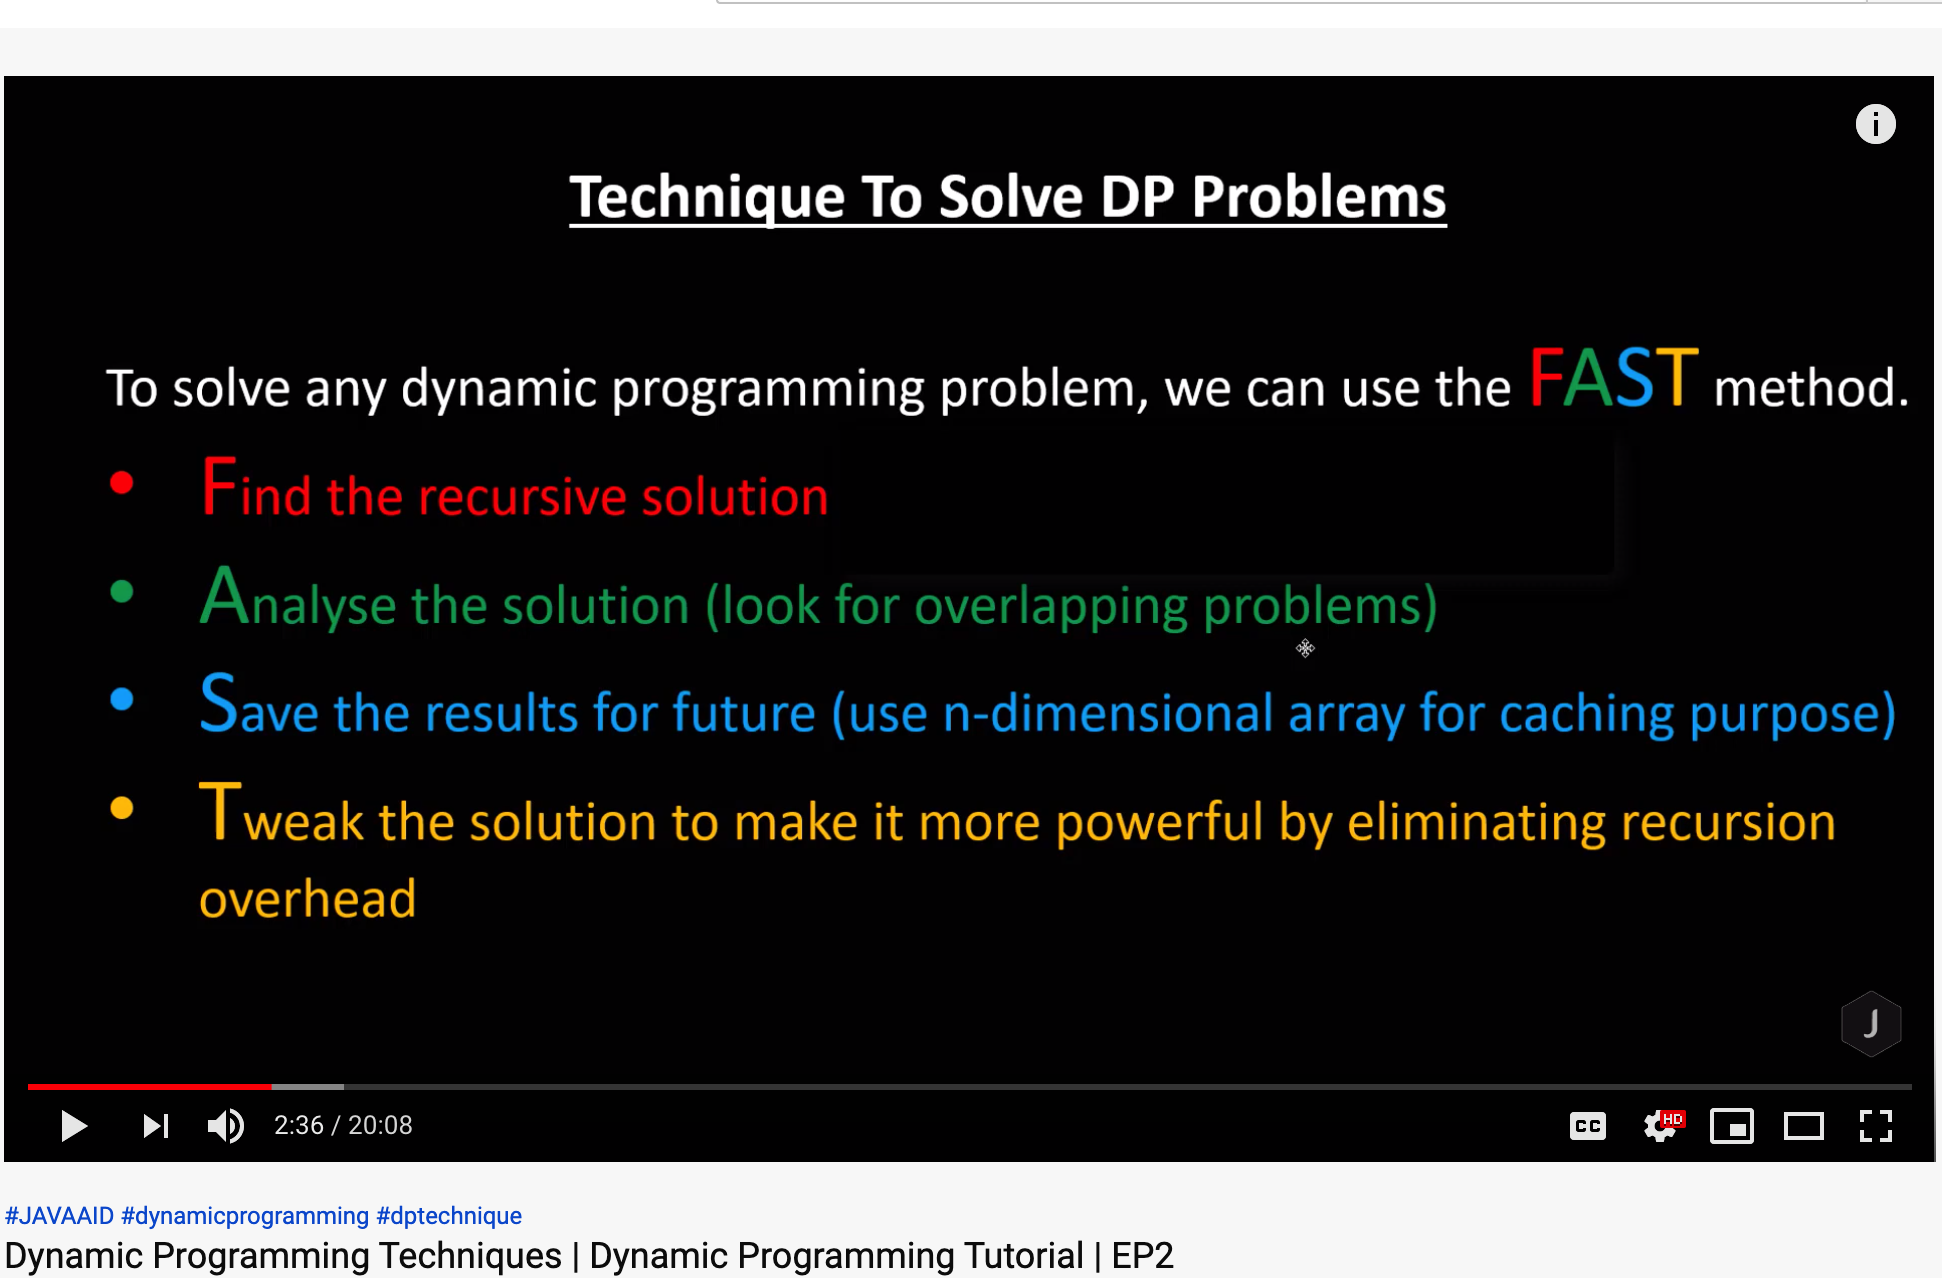 i
Technique To Solve DP Problems
To solve any dynamic programming problem, we can use the FAST method.
• Find the recursive solution
• Analyse the solution (look for overlapping problems)
• Save the results for future (use n-dimensional array for caching purpose)
• Tweak the solution to make it more powerful by eliminating recursion
overhead
J
2:36 / 20:08
CC
HD
#JAVAAID #dynamicprogramming #dptechnique
Dynamic Programming Techniques | Dynamic Programming Tutorial | EP2